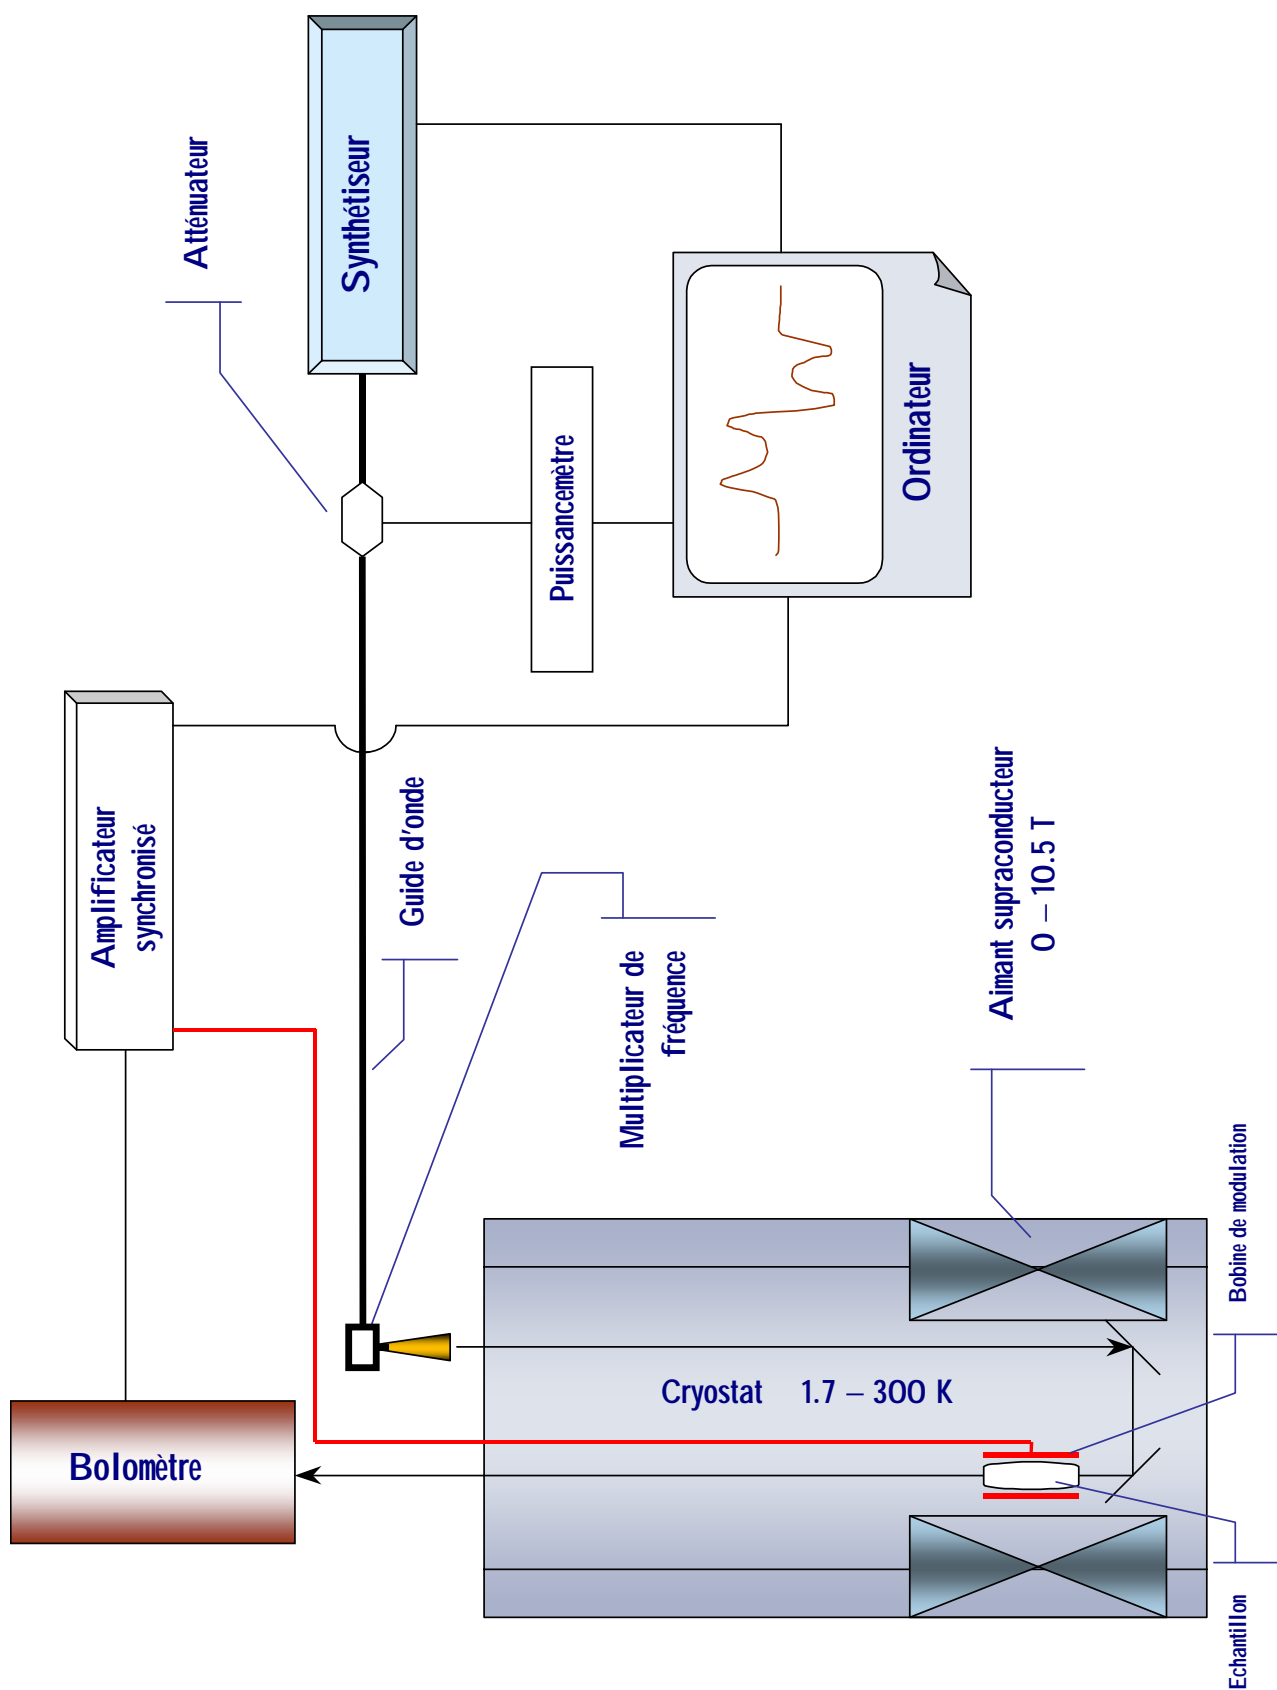 Atténuateur
Synthétiseur
Puissancemètre
Ordinateur
Amplificateur
synchronisé
Guide d'onde
Multiplicateur de
fréquence
Aimant supraconducteur
0 – 10.5 T
Bobine de modulation
Bolomètre
Cryostat 1.7 – 300 K
Echantillon